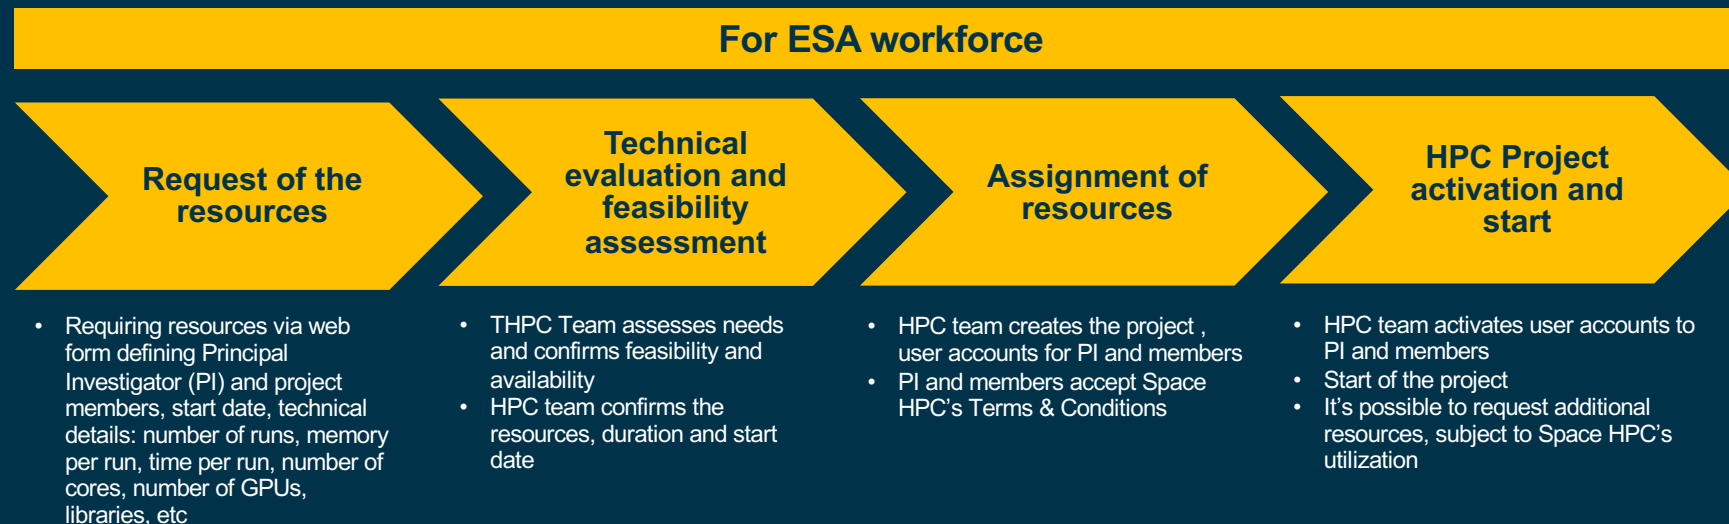 For ESA workforce
Request of the
resources
Technical
evaluation and
feasibility
assessment
Assignment of
resources
HPC Project
activation and
start
• Requiring resources via web
form defining Principal
Investigator (PI) and project
members, start date, technical
details: number of runs, memory
per run, time per run, number of
cores, number of GPUs,
libraries, etc
• THPC Team assesses needs
and confirms feasibility and
availability
• HPC team confirms the
resources, duration and start
date
• HPC team creates the project ,
user accounts for PI and members
• PI and members accept Space
HPC’s Terms & Conditions
• HPC team activates user accounts to
PI and members
• Start of the project
• It’s possible to request additional
resources, subject to Space HPC’s
utilization